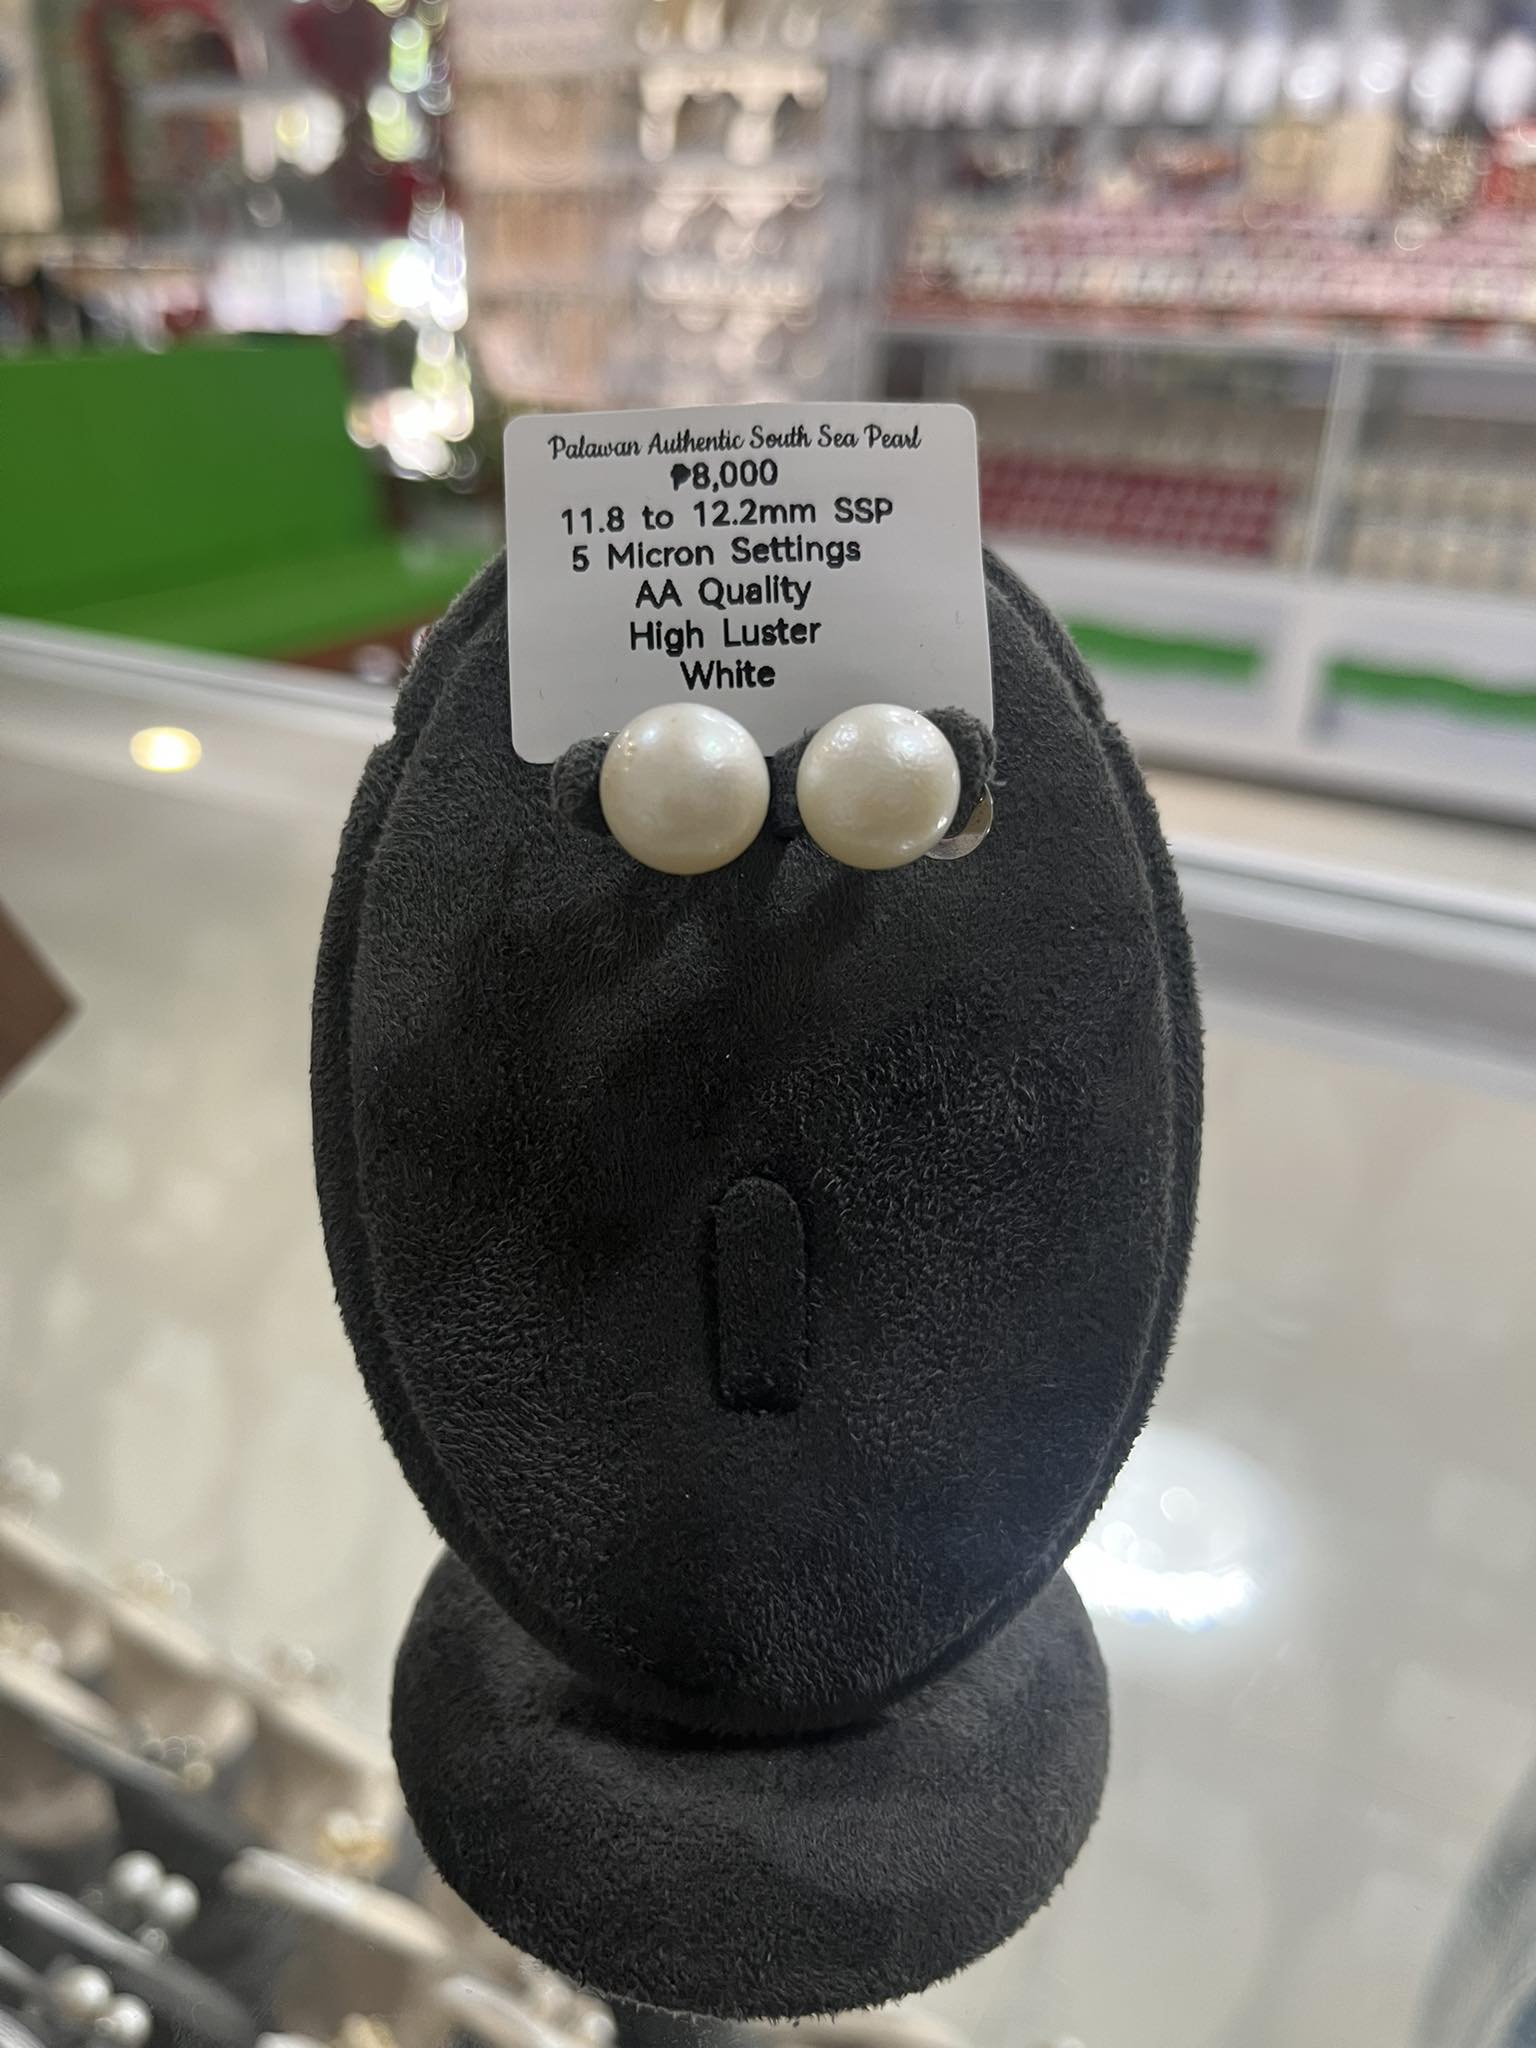 Palawan Authentic South Sea Pearl
₱8,000
11.8 to 12.2mm SSP
5 Micron Settings
AA Quality
High Luster
White